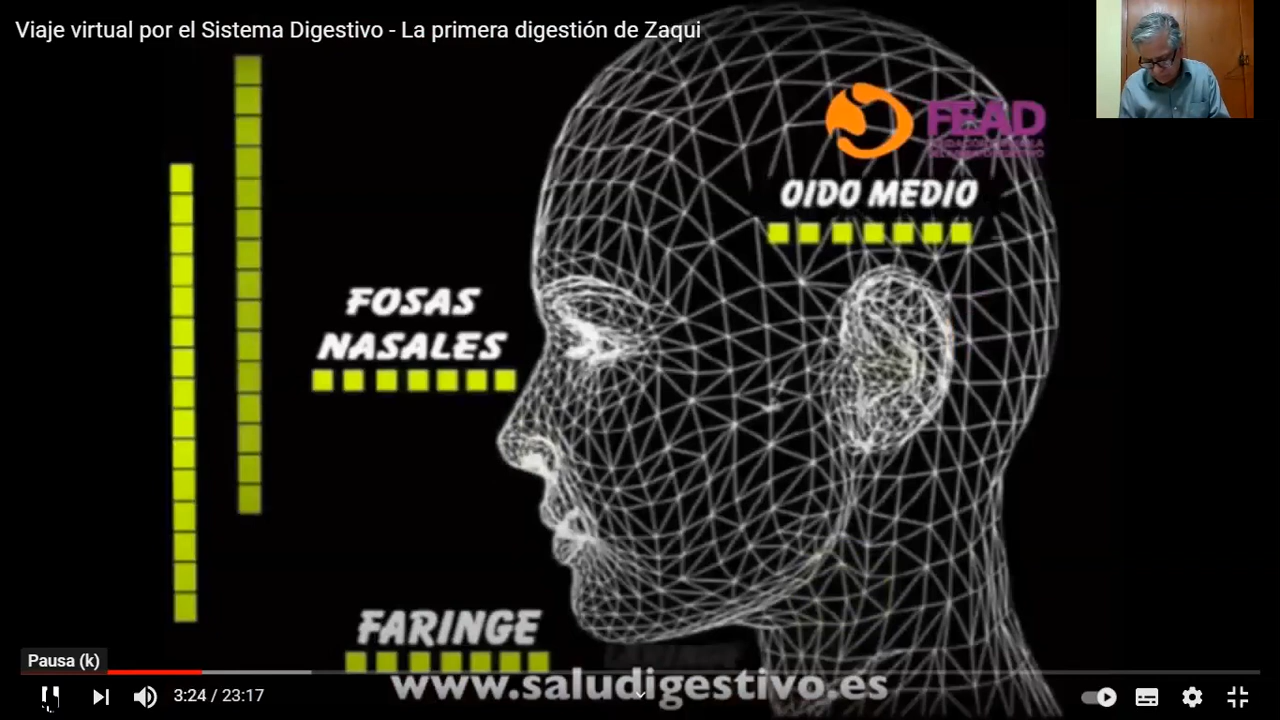 Viaje virtual por el Sistema Digestivo - La primera digestión de Zaqui
FEAD
OIDO MEDIO
FOSAS
NASALES
FARINGE
Pausa (k)
www.saludigestivo.es
3:24 / 23:17